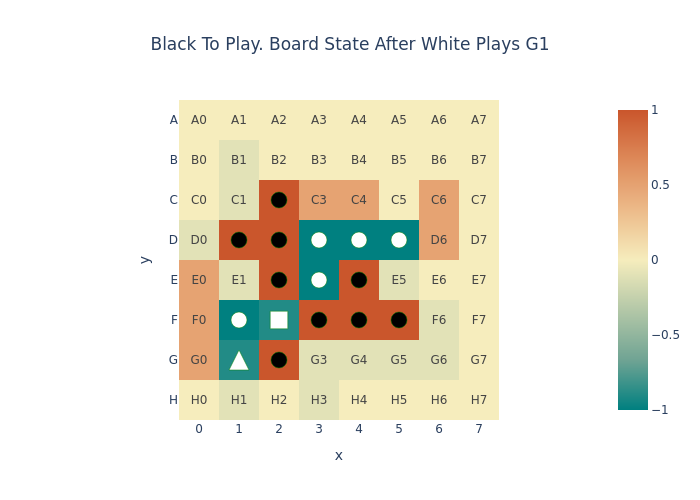 Black To Play. Board State After White Plays G1
A A0 A1 A2 A3 A4 A5 A6 A7
B B0 B1 B2 B3 B4 B5 B6 B7
C C0 C1 C3 C4 C5 C6 C7
D D0 D6 D7
E E0 E1 E5 E6 E7
F F0 F6 F7
G G0 G3 G4 G5 G6 G7
H H0 H1 H2 H3 H4 H5 H6 H7
0 1 2 3 4 5 6 7
x
y
1
0.5
0
−0.5
−1